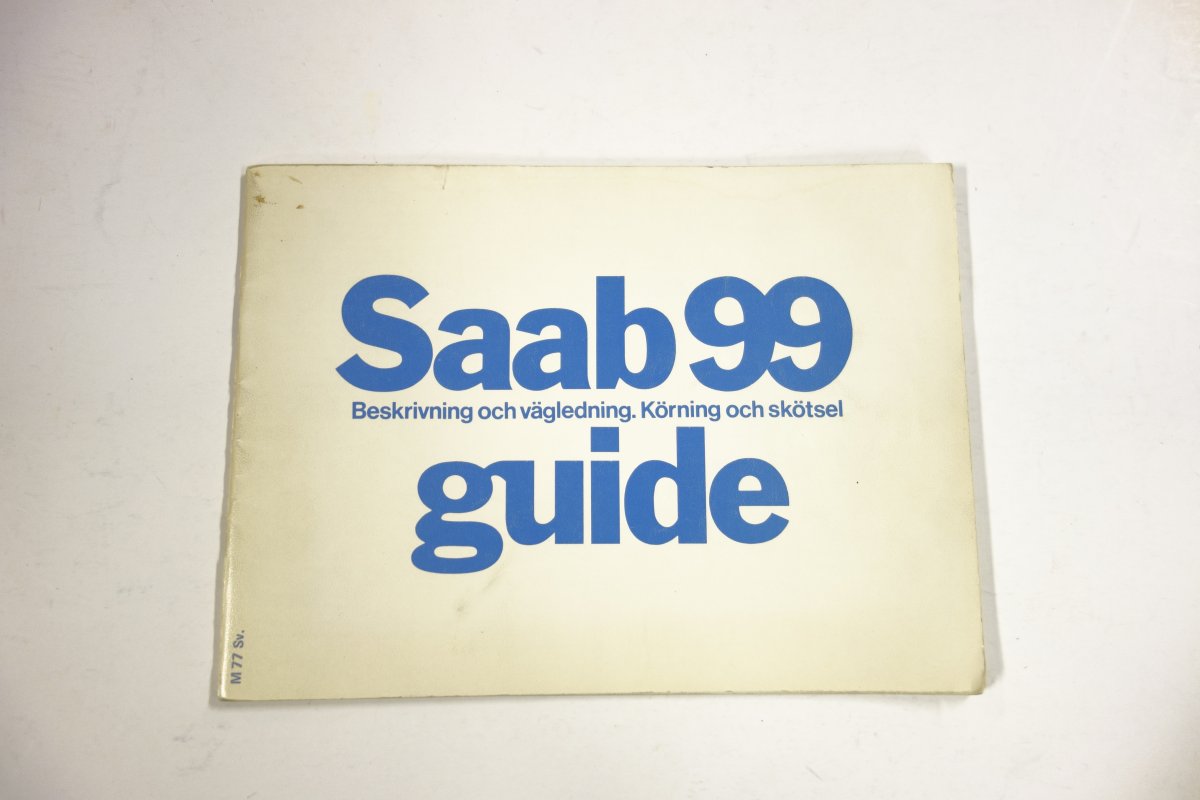 Saab 99
Beskrivning och vägledning. Körning och skötsel
guide
M 77 Sv.